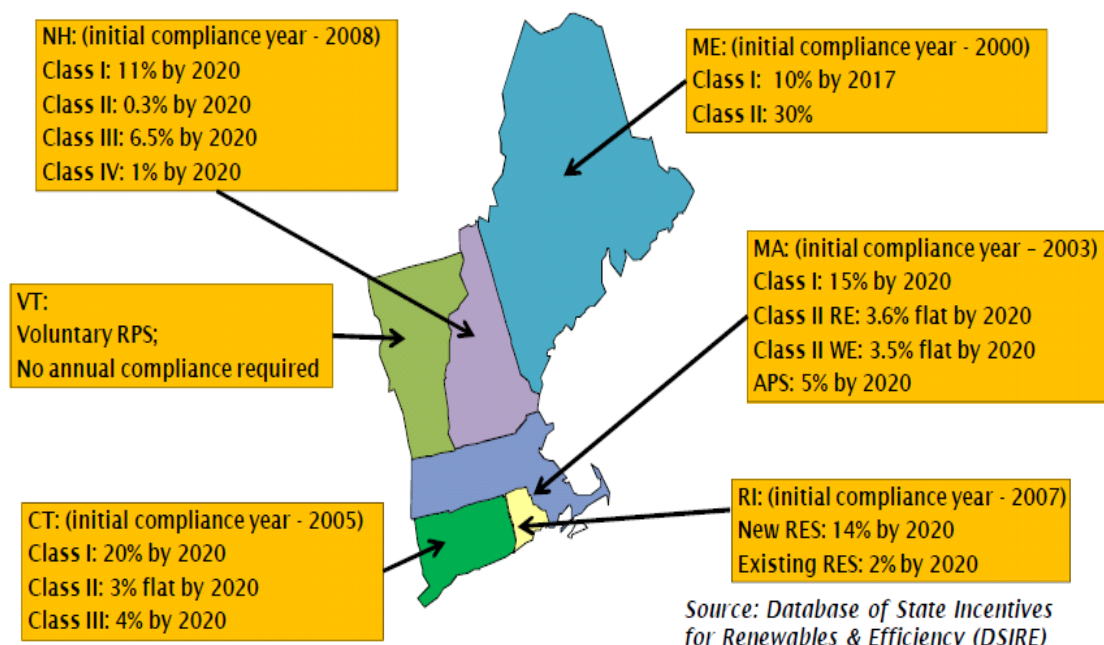 NH: (initial compliance year - 2008)
Class I: 11% by 2020
Class II: 0.3% by 2020
Class III: 6.5% by 2020
Class IV: 1% by 2020
ME: (initial compliance year - 2000)
Class I: 10% by 2017
Class II: 30%
VT:
Voluntary RPS;
No annual compliance required
MA: (initial compliance year – 2003)
Class I: 15% by 2020
Class II RE: 3.6% flat by 2020
Class II WE: 3.5% flat by 2020
APS: 5% by 2020
CT: (initial compliance year - 2005)
Class I: 20% by 2020
Class II: 3% flat by 2020
Class III: 4% by 2020
RI: (initial compliance year - 2007)
New RES: 14% by 2020
Existing RES: 2% by 2020
Source: Database of State Incentives
for Renewables & Efficiency (DSIRE)